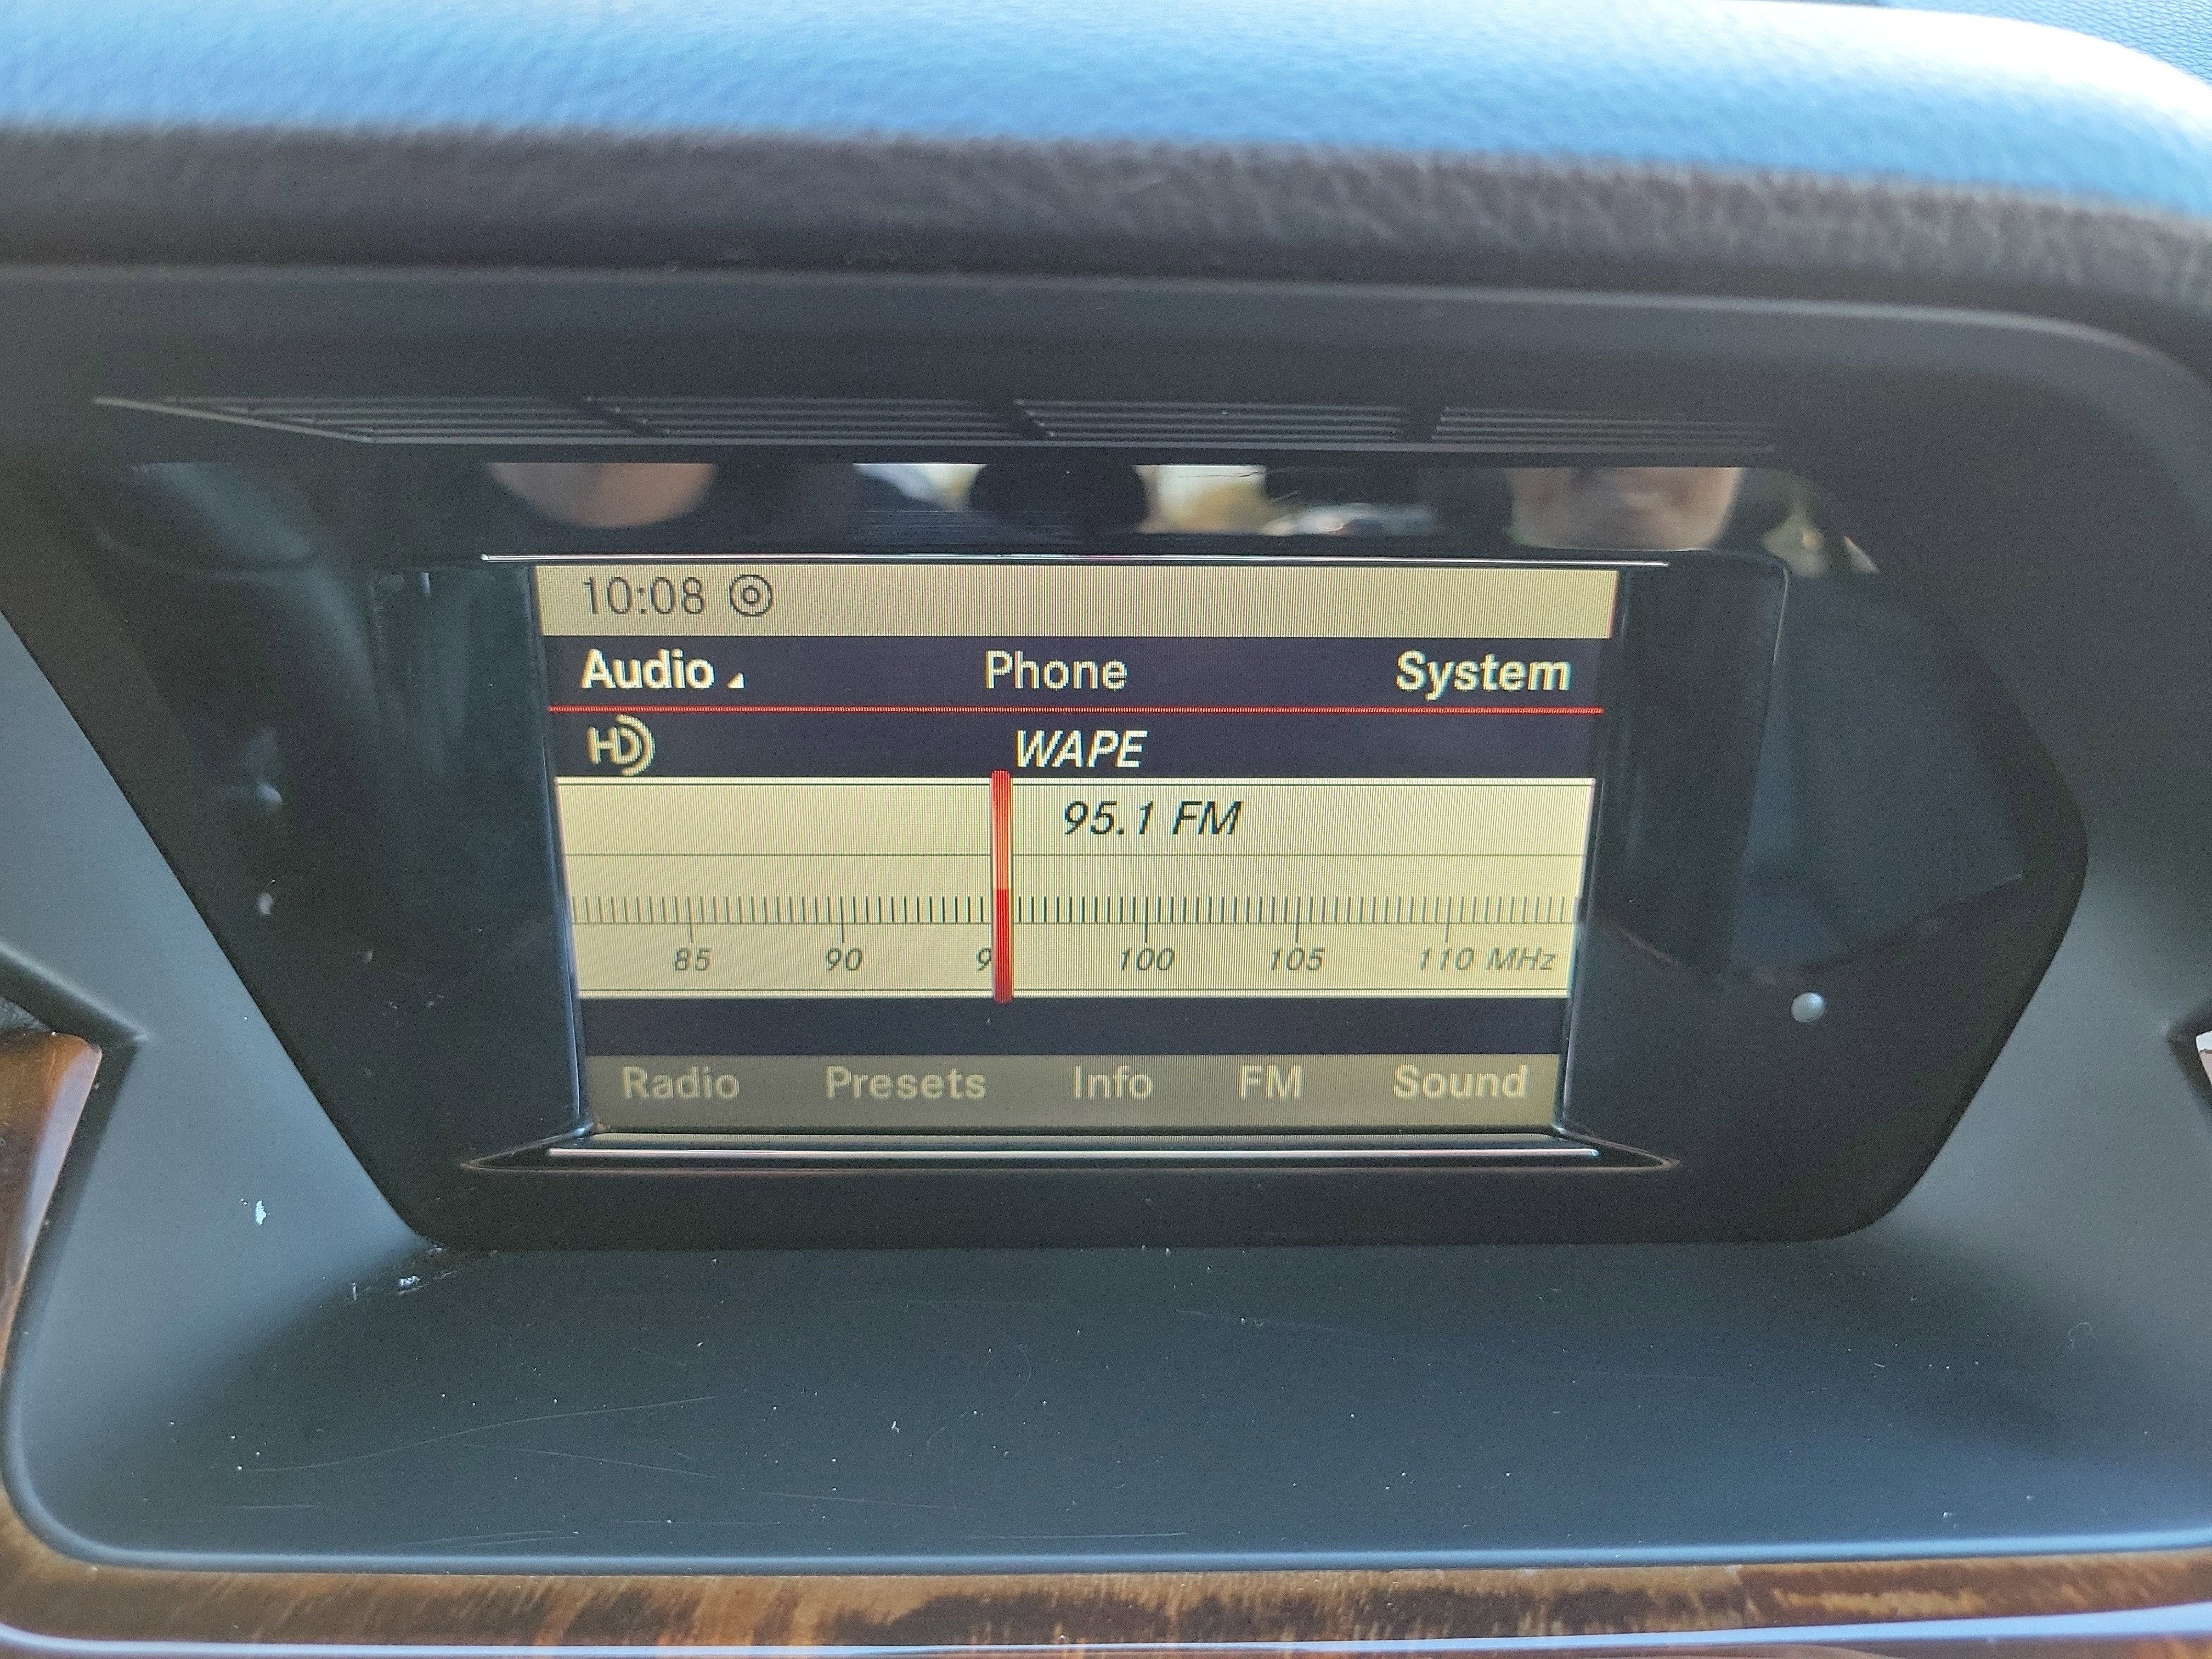 10:08
Audio Phone System
HD WAPE
95.1 FM
85 90 9 100 105 110 MHz
Radio Presets Info FM Sound